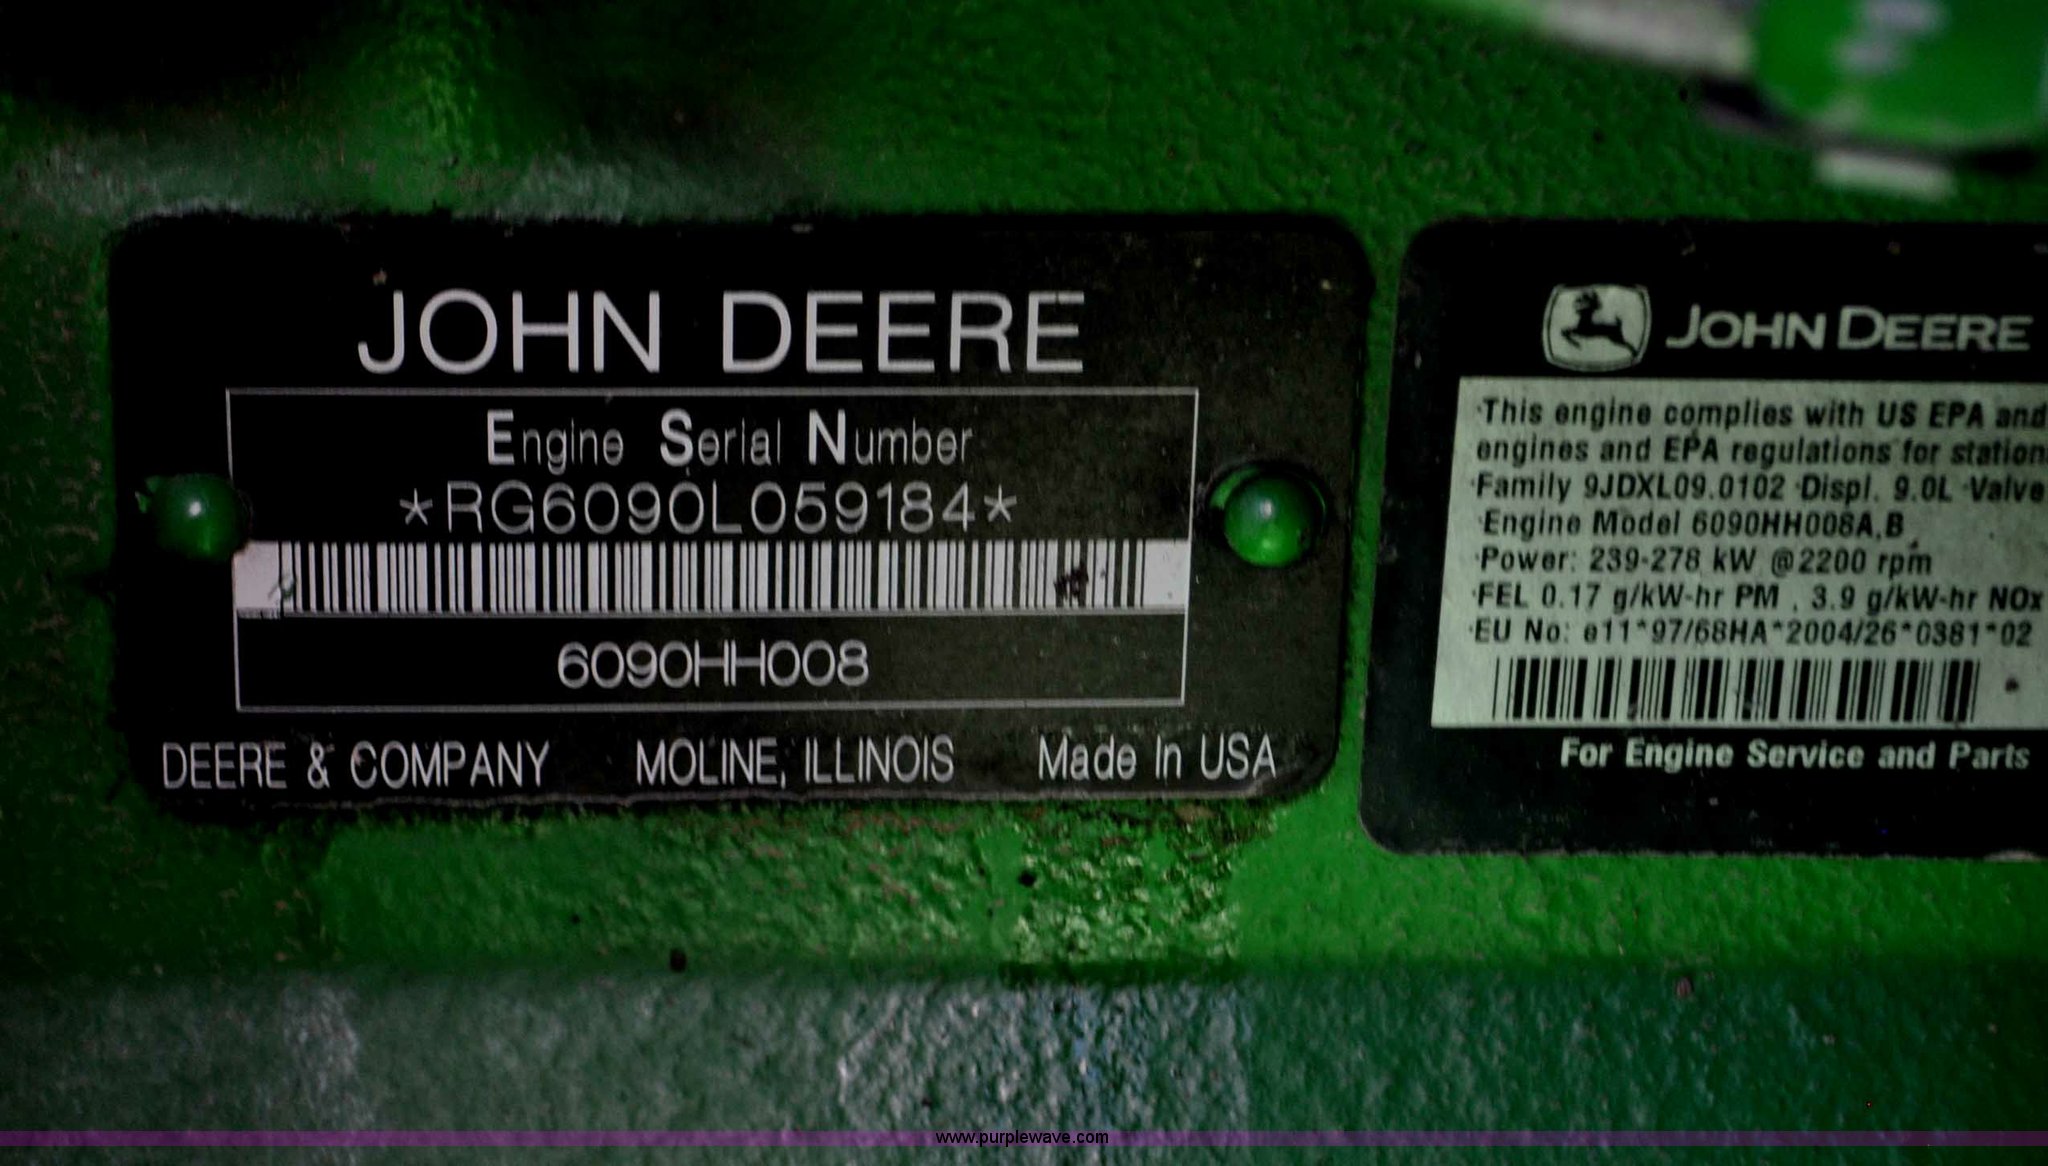 JOHN DEERE
Engine Serial Number
*RG6090L059184*
6090HH008
DEERE & COMPANY MOLINE, ILLINOIS Made In USA
JOHN DEERE
·This engine complies with US EPA and
engines and EPA regulations for
·Family 9JDXL09.0102 ·Displ. 9.0L ·Valve
·Engine Model 6090HH008A,B
·Power: 239-278 kW @2200 rpm
·FEL 0.17 g/kW-hr PM , 3.9 g/kW-hr NOx
·EU No: e11*97/68HA*2004/26*0381*02
For Engine Service and Parts
www.purplewave.com